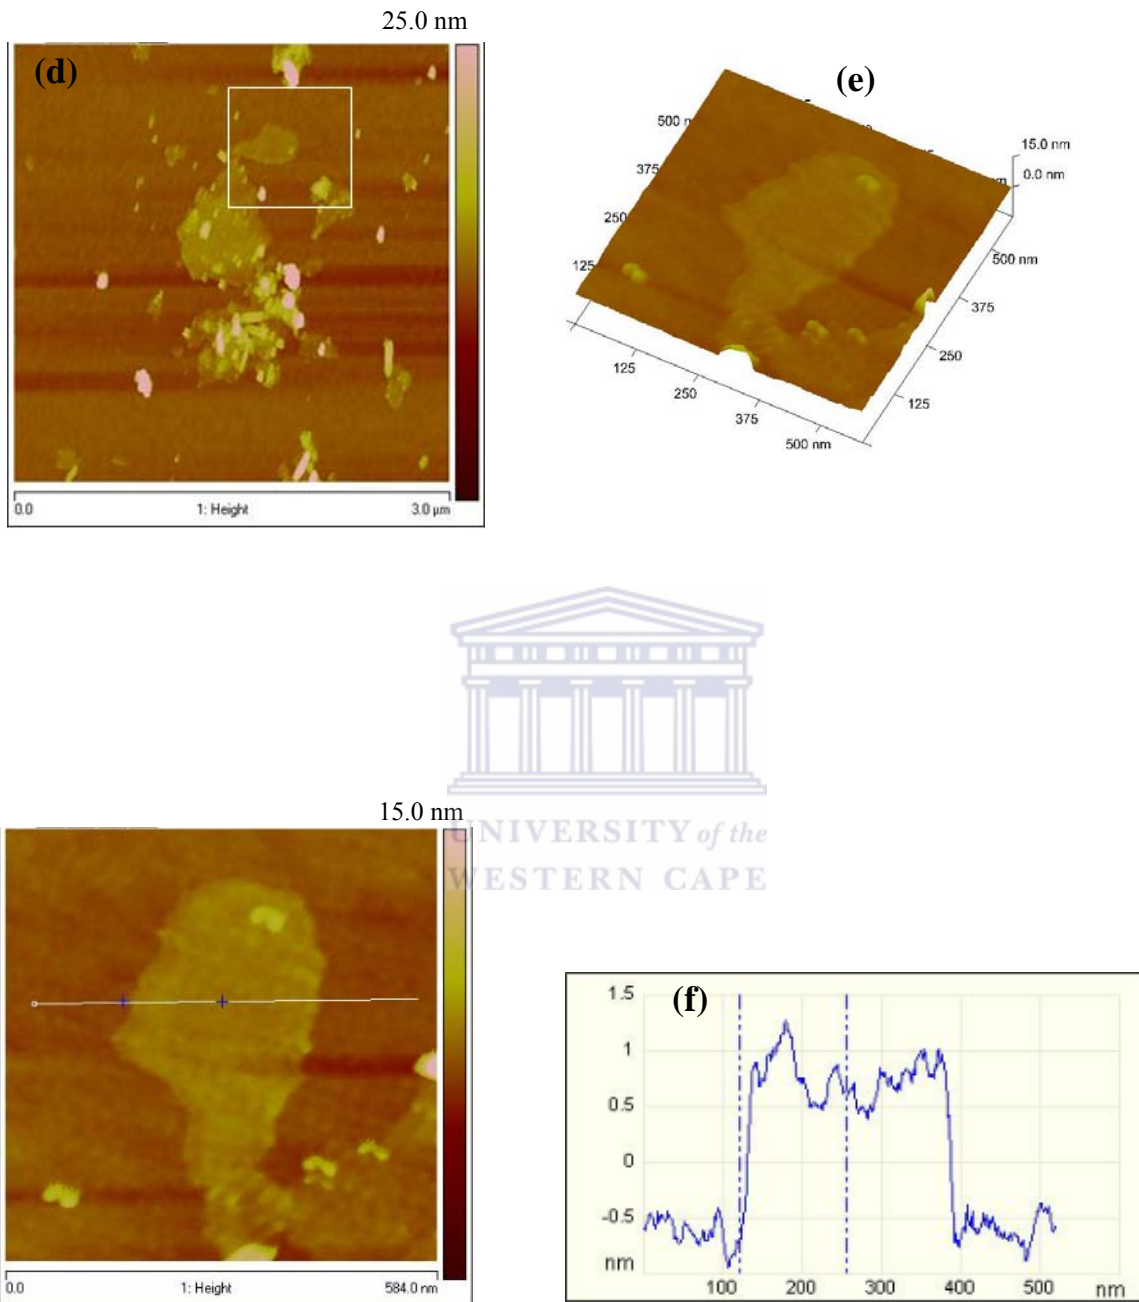 25.0 nm
(d)
0.0 1: Height 3.0 µm
(e)
500 n
375
250
125
15.0 nm
0.0 nm
500 nm
375
250
125
125
250
375
500 nm
UNIVERSITY of the
WESTERN CAPE
15.0 nm
0.0 1: Height 584.0 nm
(f)
1.5
1
0.5
0
-0.5
nm
100 200 300 400 500 nm